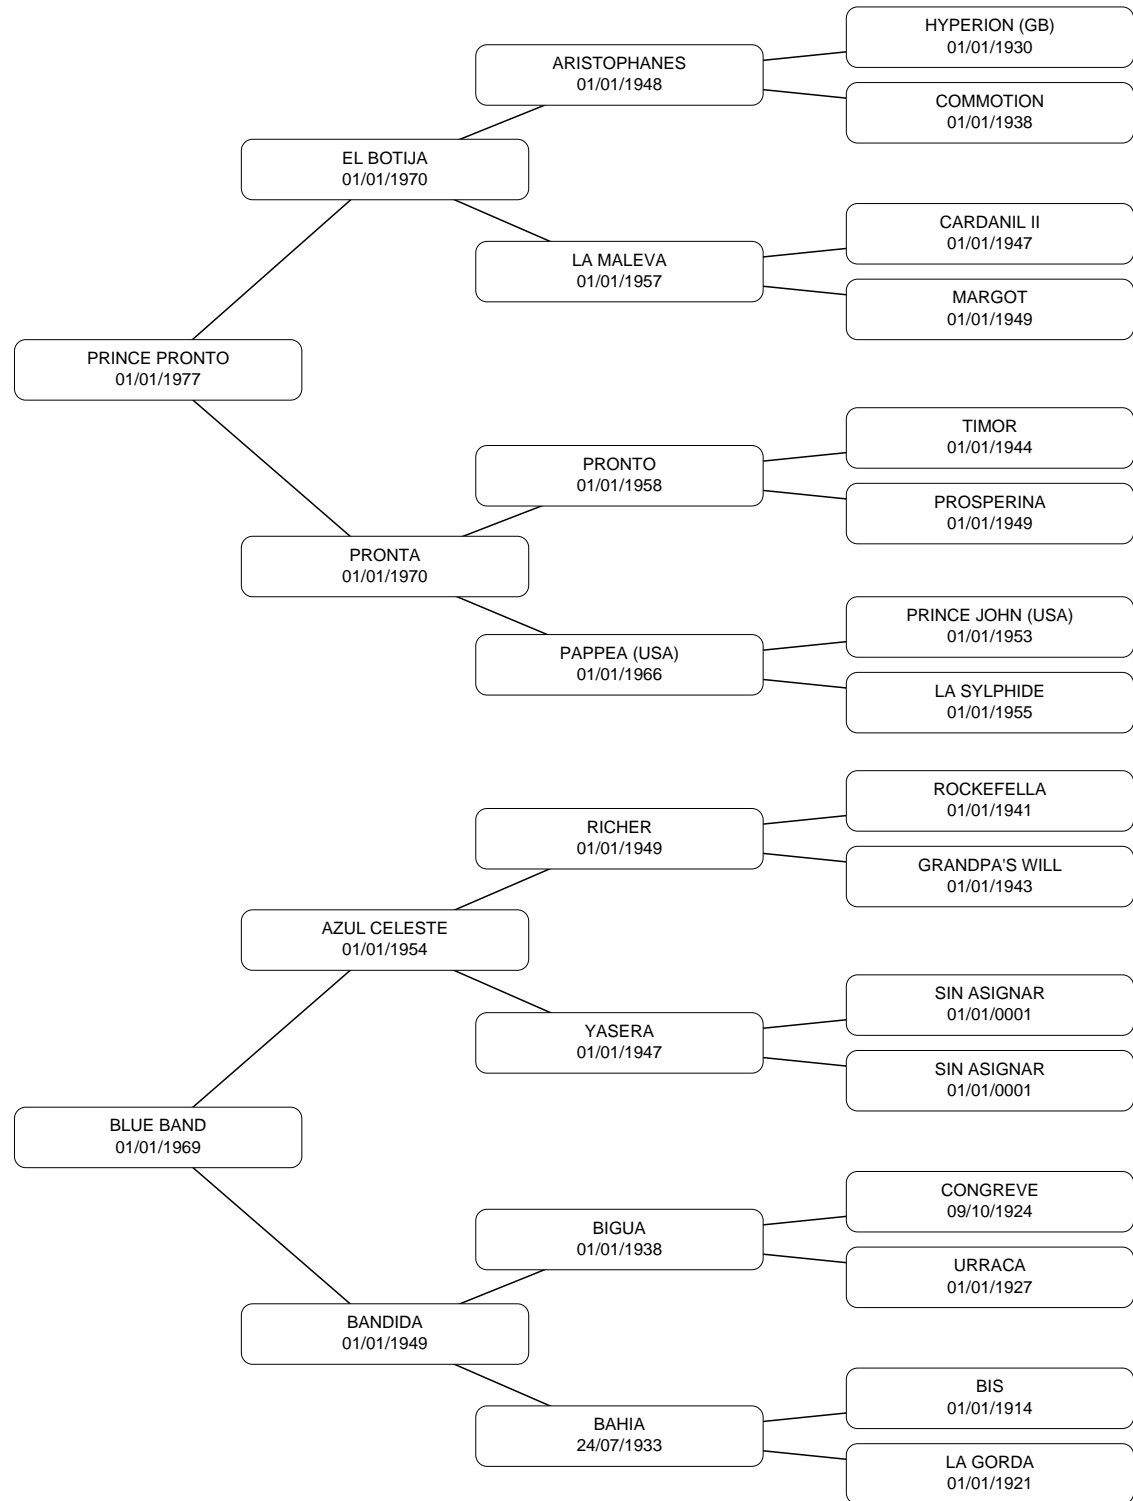 HYPERION (GB)
01/01/1930
ARISTOPHANES
01/01/1948
COMMOTION
01/01/1938
EL BOTIJA
01/01/1970
CARDANIL II
01/01/1947
LA MALEVA
01/01/1957
MARGOT
01/01/1949
PRINCE PRONTO
01/01/1977
TIMOR
01/01/1944
PRONTO
01/01/1958
PROSPERINA
01/01/1949
PRONTA
01/01/1970
PRINCE JOHN (USA)
01/01/1953
PAPPEA (USA)
01/01/1966
LA SYLPHIDE
01/01/1955
ROCKEFELLA
01/01/1941
RICHER
01/01/1949
GRANDPA'S WILL
01/01/1943
AZUL CELESTE
01/01/1954
SIN ASIGNAR
01/01/0001
YASERA
01/01/1947
SIN ASIGNAR
01/01/0001
BLUE BAND
01/01/1969
CONGREVE
09/10/1924
BIGUA
01/01/1938
URRACA
01/01/1927
BANDIDA
01/01/1949
BIS
01/01/1914
BAHIA
24/07/1933
LA GORDA
01/01/1921